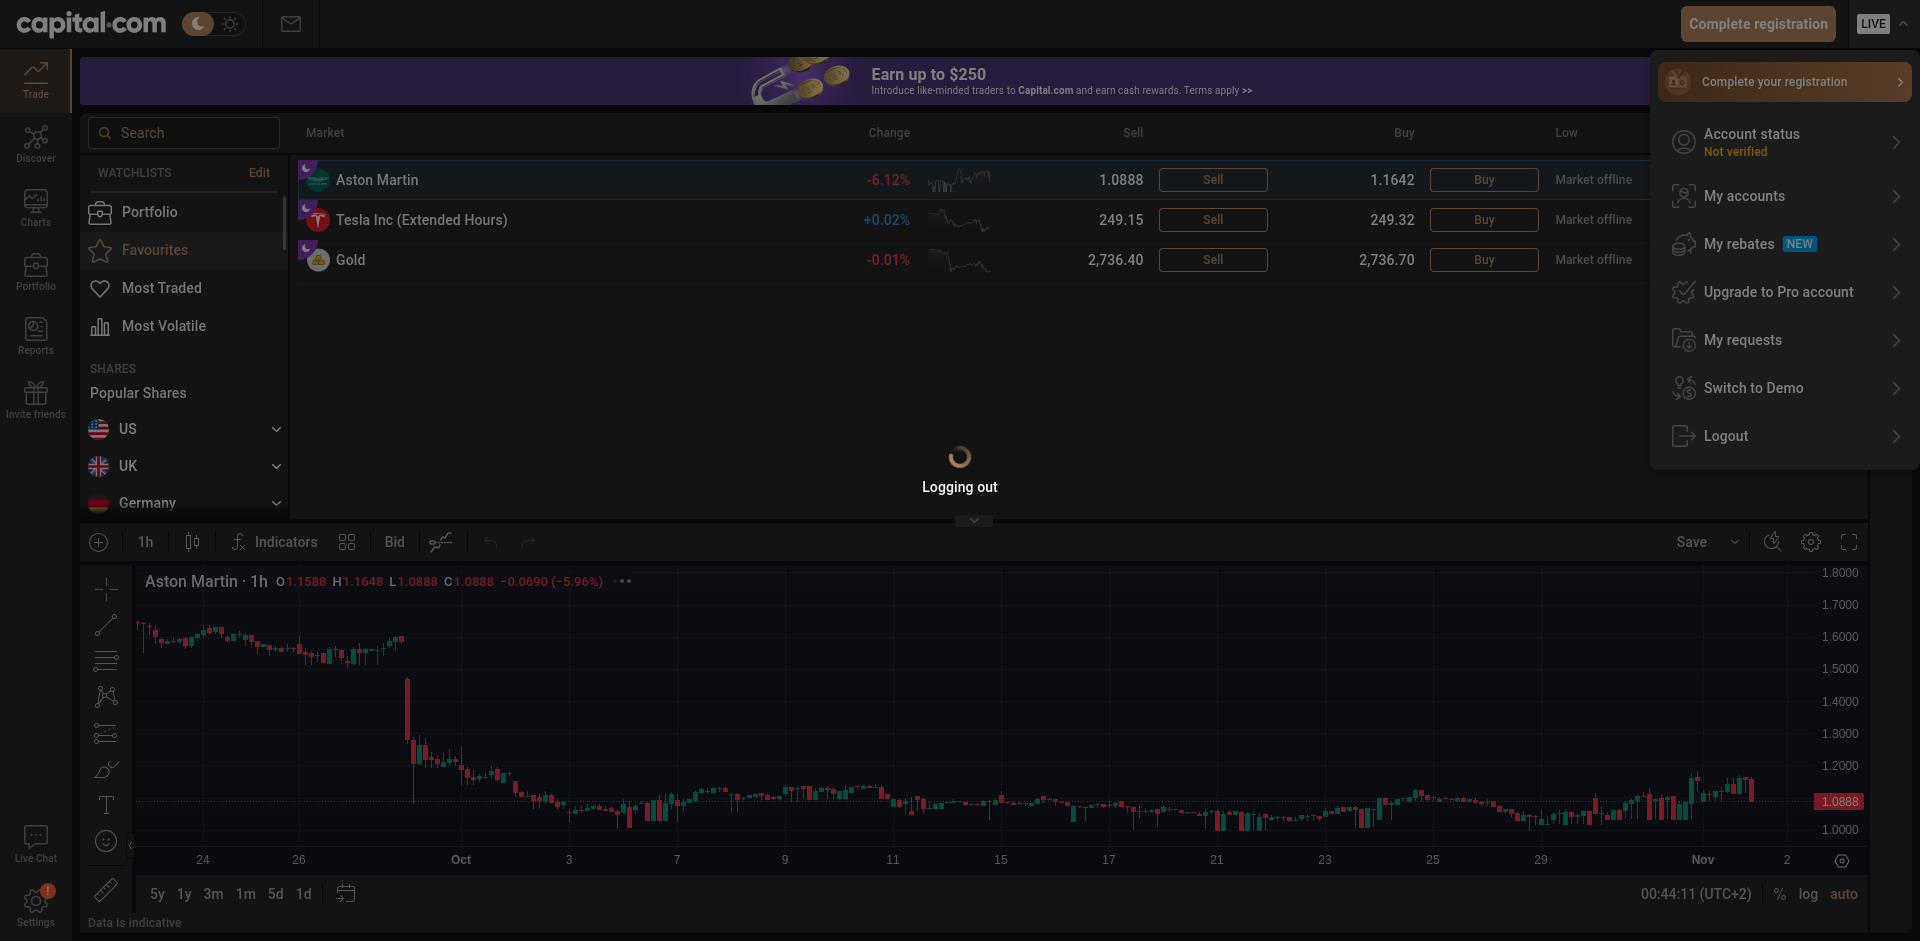 capital.com
Complete registration
LIVE
Trade
Discover
Charts
Portfolio
Reports
Invite friends
Live Chat
!
Settings
Earn up to $250
Introduce like-minded traders to Capital.com and earn cash rewards. Terms apply >>
Search
Market Change Sell Buy Low
WATCHLISTS Edit
Portfolio
Favourites
Most Traded
Most Volatile
SHARES
Popular Shares
US
UK
Germany
Aston Martin -6.12% 1.0888 Sell 1.1642 Buy Market offline
Tesla Inc (Extended Hours) +0.02% 249.15 Sell 249.32 Buy Market offline
Gold -0.01% 2,736.40 Sell 2,736.70 Buy Market offline
Complete your registration
Account status
Not verified
My accounts
My rebates NEW
Upgrade to Pro account
My requests
Switch to Demo
Logout
Logging out
1h Indicators Bid Save
Aston Martin · 1h O1.1588 H1.1648 L1.0888 C1.0888 −0.0690 (−5.96%)
1.8000
1.7000
1.6000
1.5000
1.4000
1.3000
1.2000
1.0888
1.0000
24 26 Oct 3 7 9 11 15 17 21 23 25 29 Nov 2
5y 1y 3m 1m 5d 1d 00:44:11 (UTC+2) % log auto
Data is indicative